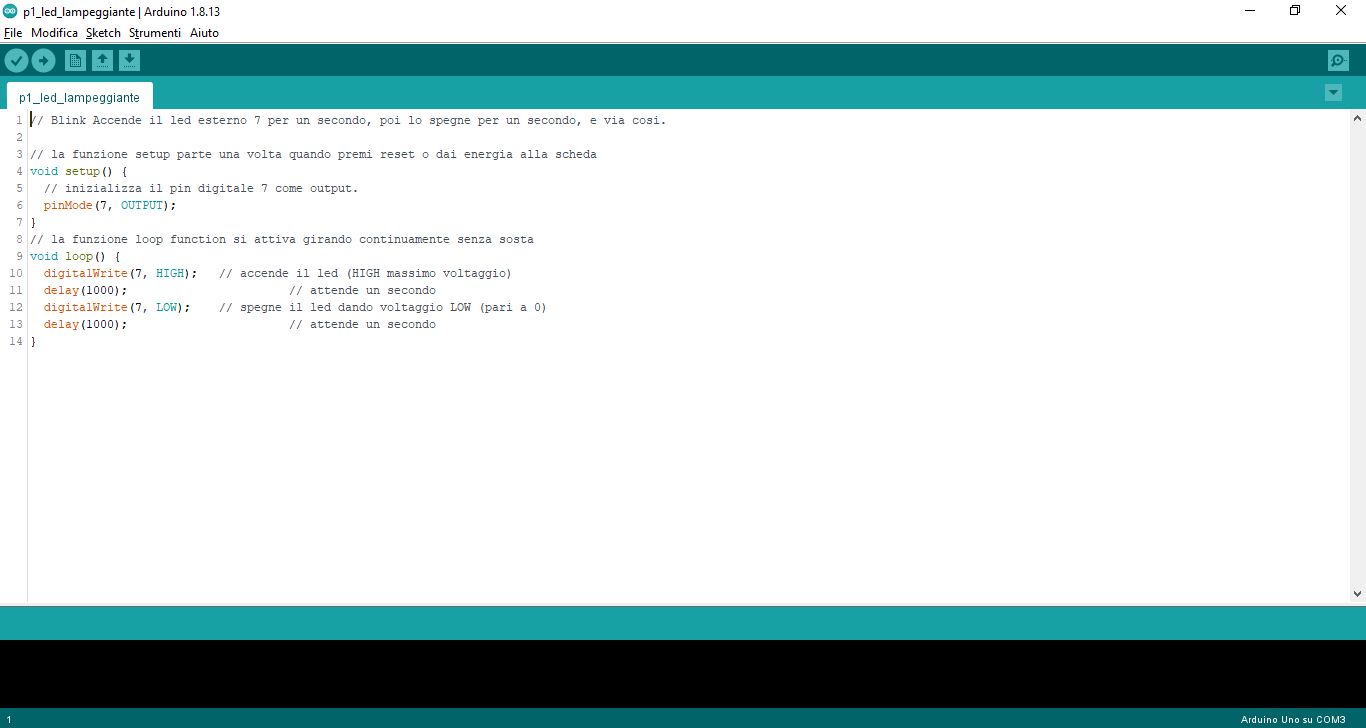 p1_led_lampeggiante | Arduino 1.8.13
File Modifica Sketch Strumenti Aiuto
p1_led_lampeggiante
1 // Blink Accende il led esterno 7 per un secondo, poi lo spegne per un secondo, e via così.
2
3 // la funzione setup parte una volta quando premi reset o dai energia alla scheda
4 void setup() {
5   // inizializza il pin digitale 7 come output.
6   pinMode(7, OUTPUT);
7 }
8 // la funzione loop function si attiva girando continuamente senza sosta
9 void loop() {
10   digitalWrite(7, HIGH);   // accende il led (HIGH massimo voltaggio)
11   delay(1000);                       // attende un secondo
12   digitalWrite(7, LOW);    // spegne il led dando voltaggio LOW (pari a 0)
13   delay(1000);                       // attende un secondo
14 }
1 Arduino Uno su COM3